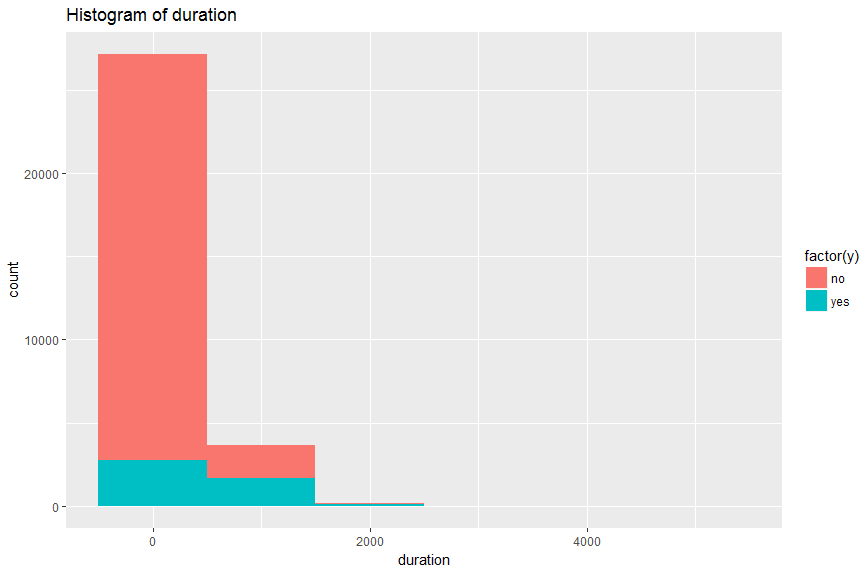 Histogram of duration
20000
10000
0
count
0
2000
4000
duration
factor(y)
no
yes